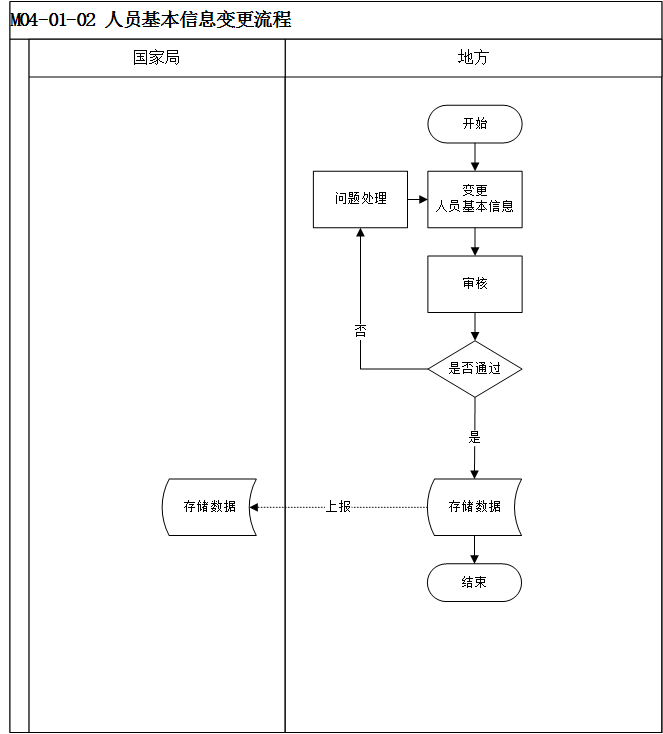 M04-01-02 人员基本信息变更流程
国家局
地方
开始
问题处理
变更
人员基本信息
审核
否
是否通过
是
存储数据
上报
存储数据
结束